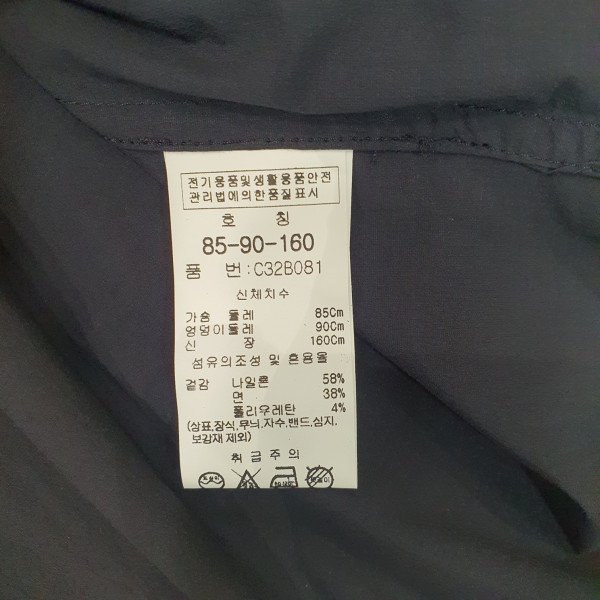 전기용품및생활용품안전
관리법에의한품질표시
호 칭
85-90-160
품 번:C32B081
신체치수
가슴 둘레 85Cm
엉덩이둘레 90Cm
신 장 160Cm
섬유의조성 및 혼용율
겉감 나일론 58%
면 38%
폴리우레탄 4%
(상표,장식,무늬,자수,밴드,심지,
보강재 제외)
취급주의